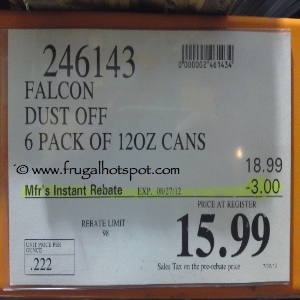 246143
0000002461434
FALCON
DUST OFF
6 PACK OF 12OZ CANS
www.frugalhotspot.com
18.99
Mfr's Instant Rebate EXP. 08/27/12 -3.00
PRICE AT REGISTER
REBATE LIMIT
98
15.99
UNIT PRICE PER
OUNCE
.222
Sales Tax on the pre-rebate price